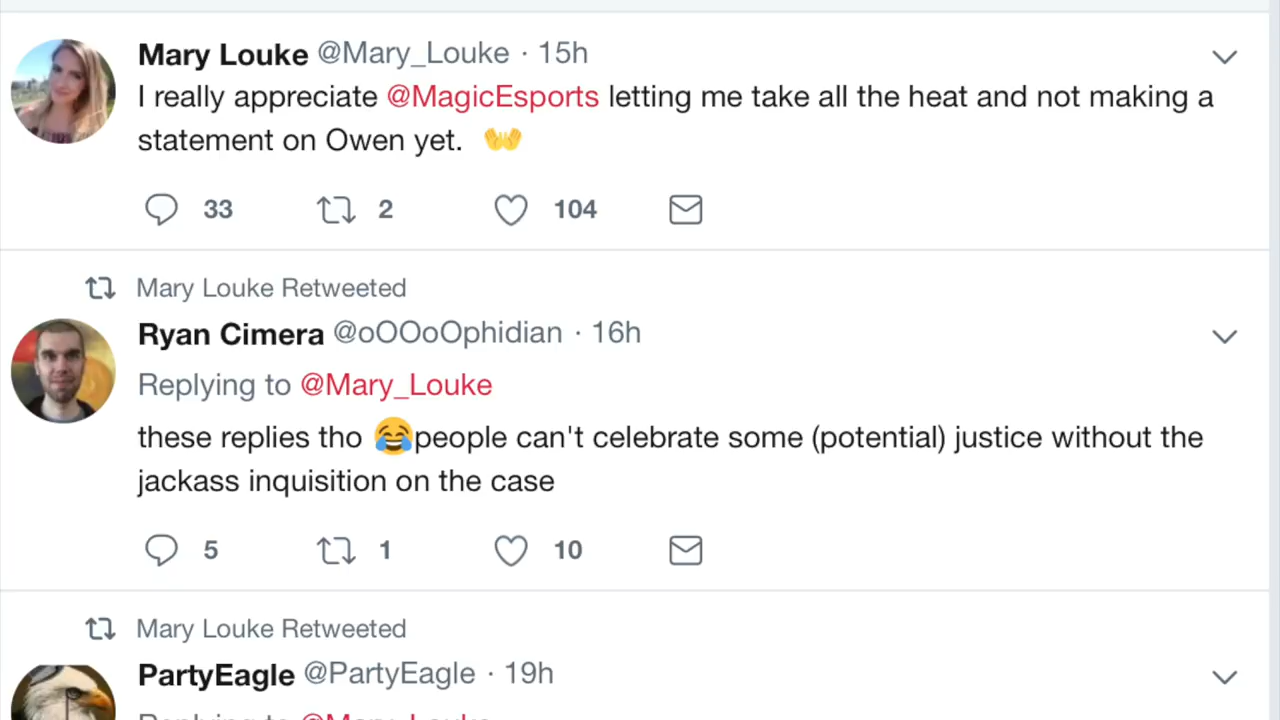 Mary Louke @Mary_Louke · 15h
I really appreciate @MagicEsports letting me take all the heat and not making a
statement on Owen yet. 👐
33 2 104
Mary Louke Retweeted
Ryan Cimera @oOOoOphidian · 16h
Replying to @Mary_Louke
these replies tho 😂people can't celebrate some (potential) justice without the
jackass inquisition on the case
5 1 10
Mary Louke Retweeted
PartyEagle @PartyEagle · 19h
Replying to @Mary_Louke